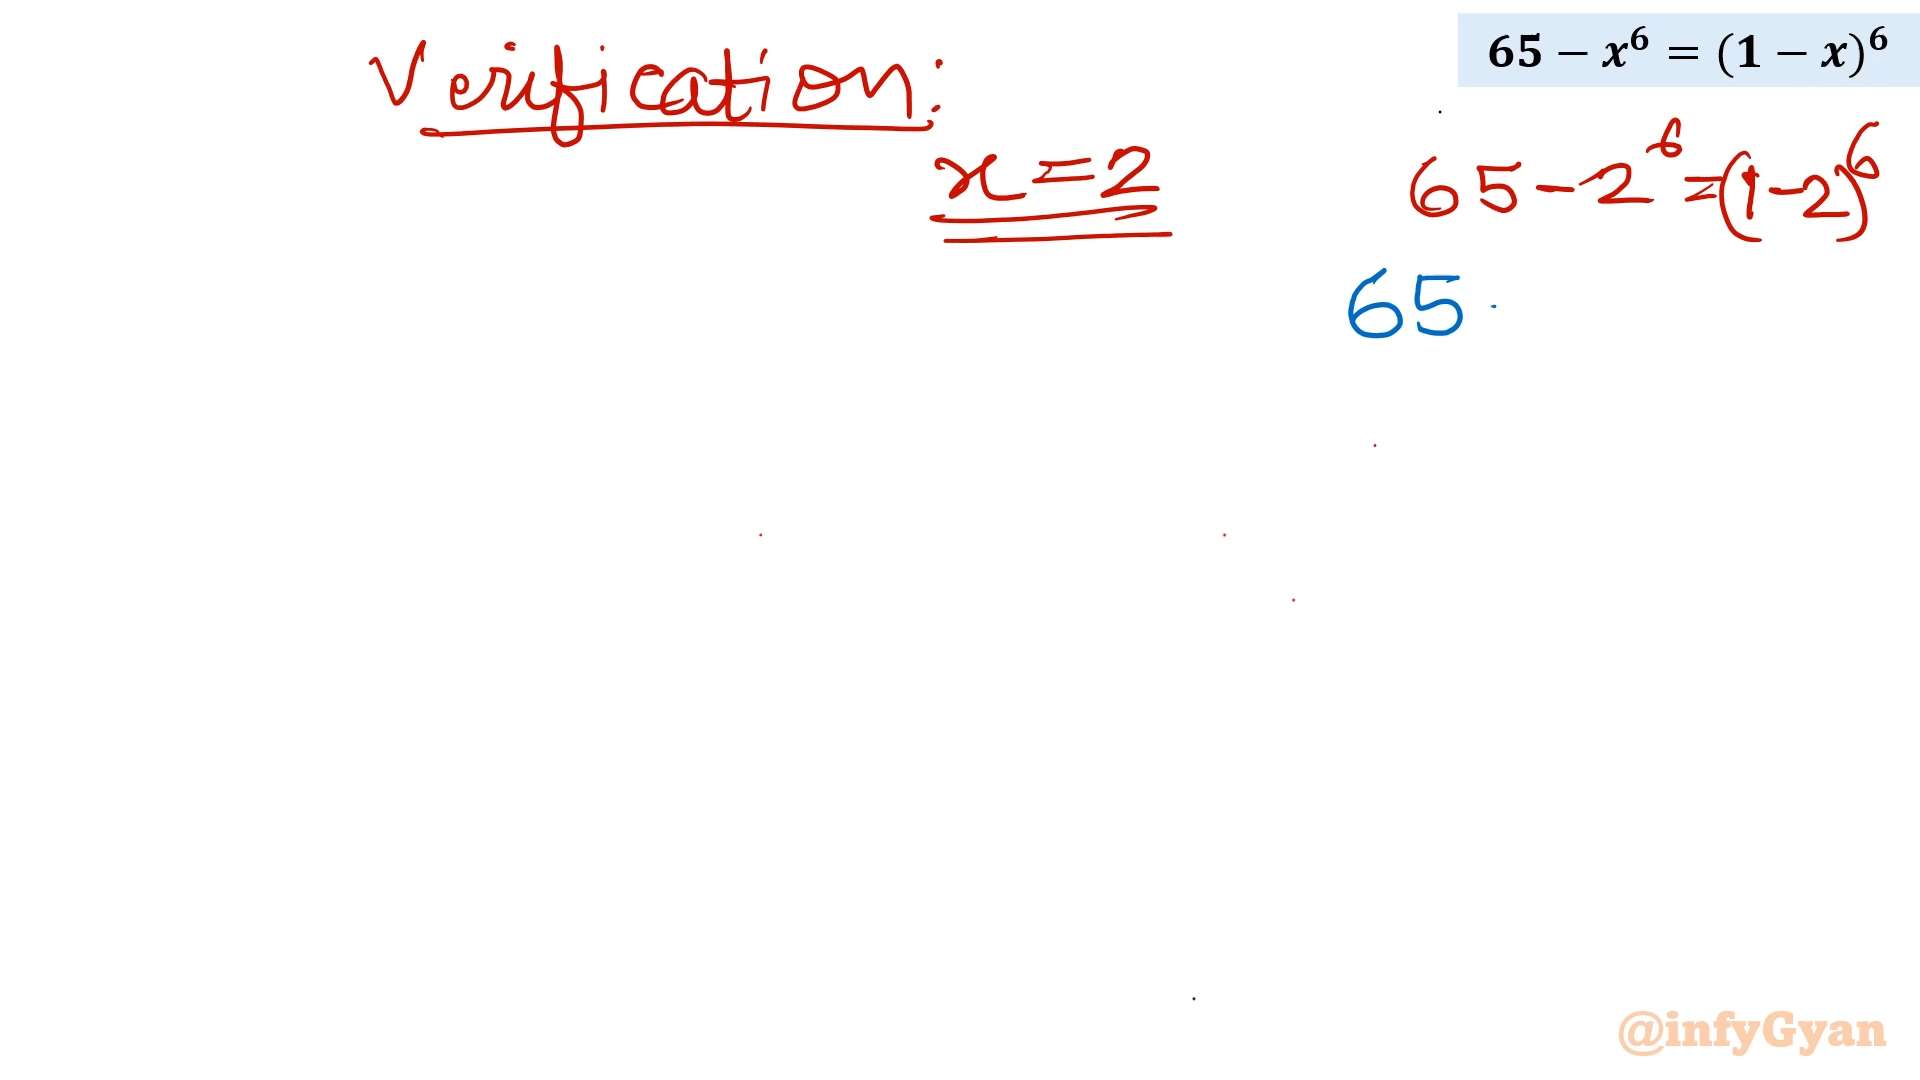 65 − x⁶ = (1 − x)⁶
Verification:
x = 2
65 - 2⁶ = (1-2)⁶
65
@infyGyan